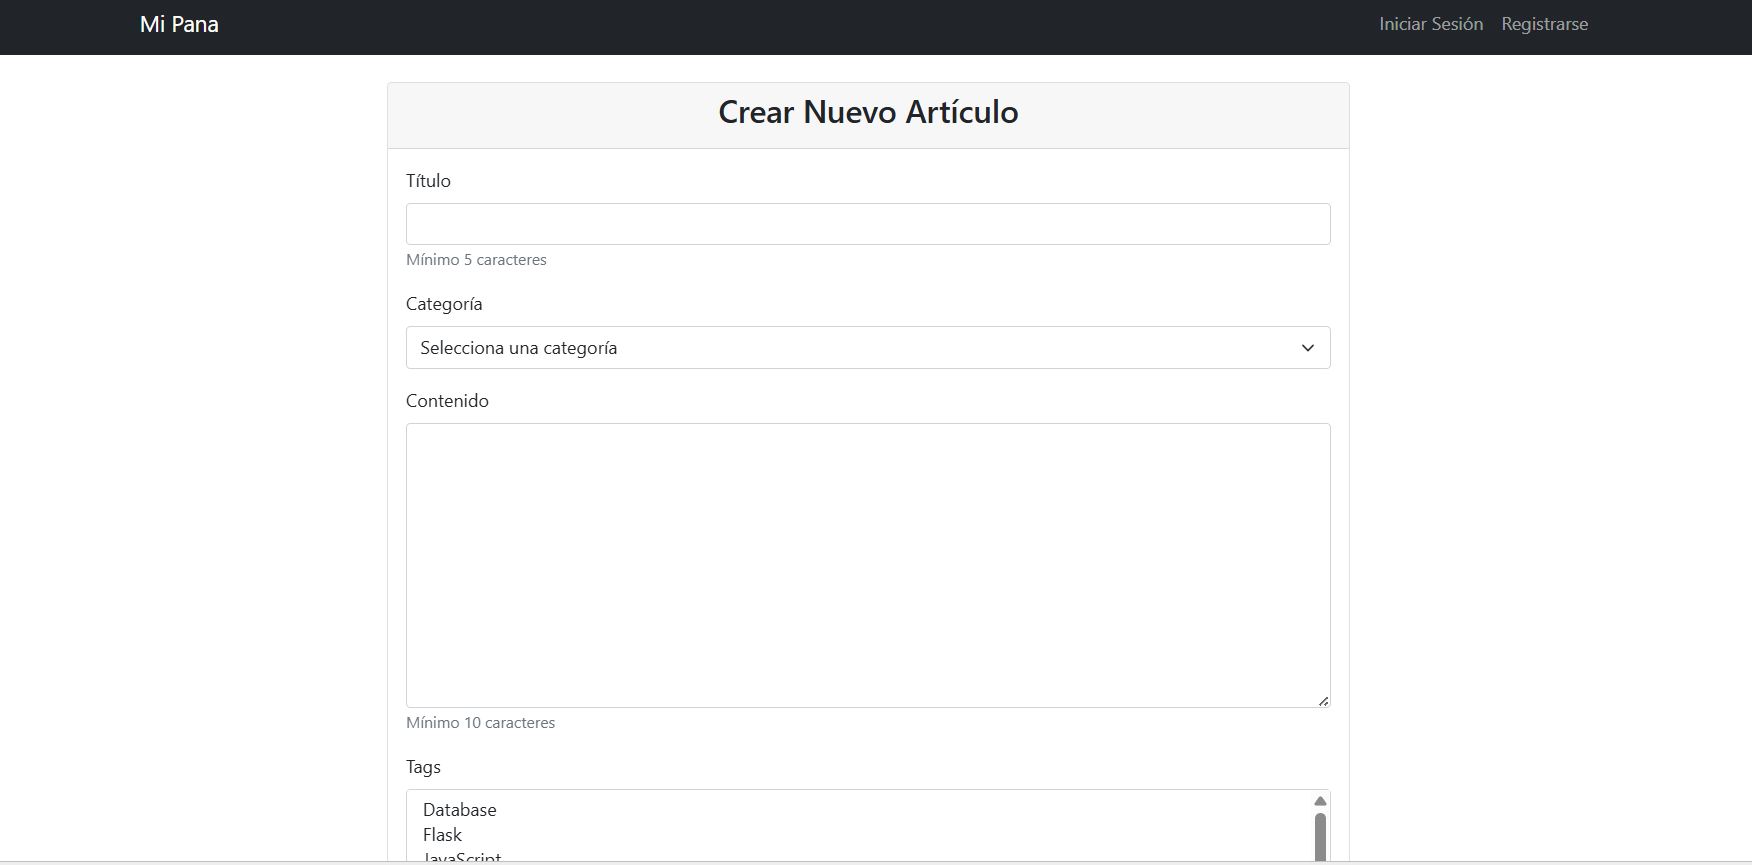 Mi Pana
Iniciar Sesión Registrarse
Crear Nuevo Artículo
Título
Mínimo 5 caracteres
Categoría
Selecciona una categoría
Contenido
Mínimo 10 caracteres
Tags
Database
Flask
JavaScript